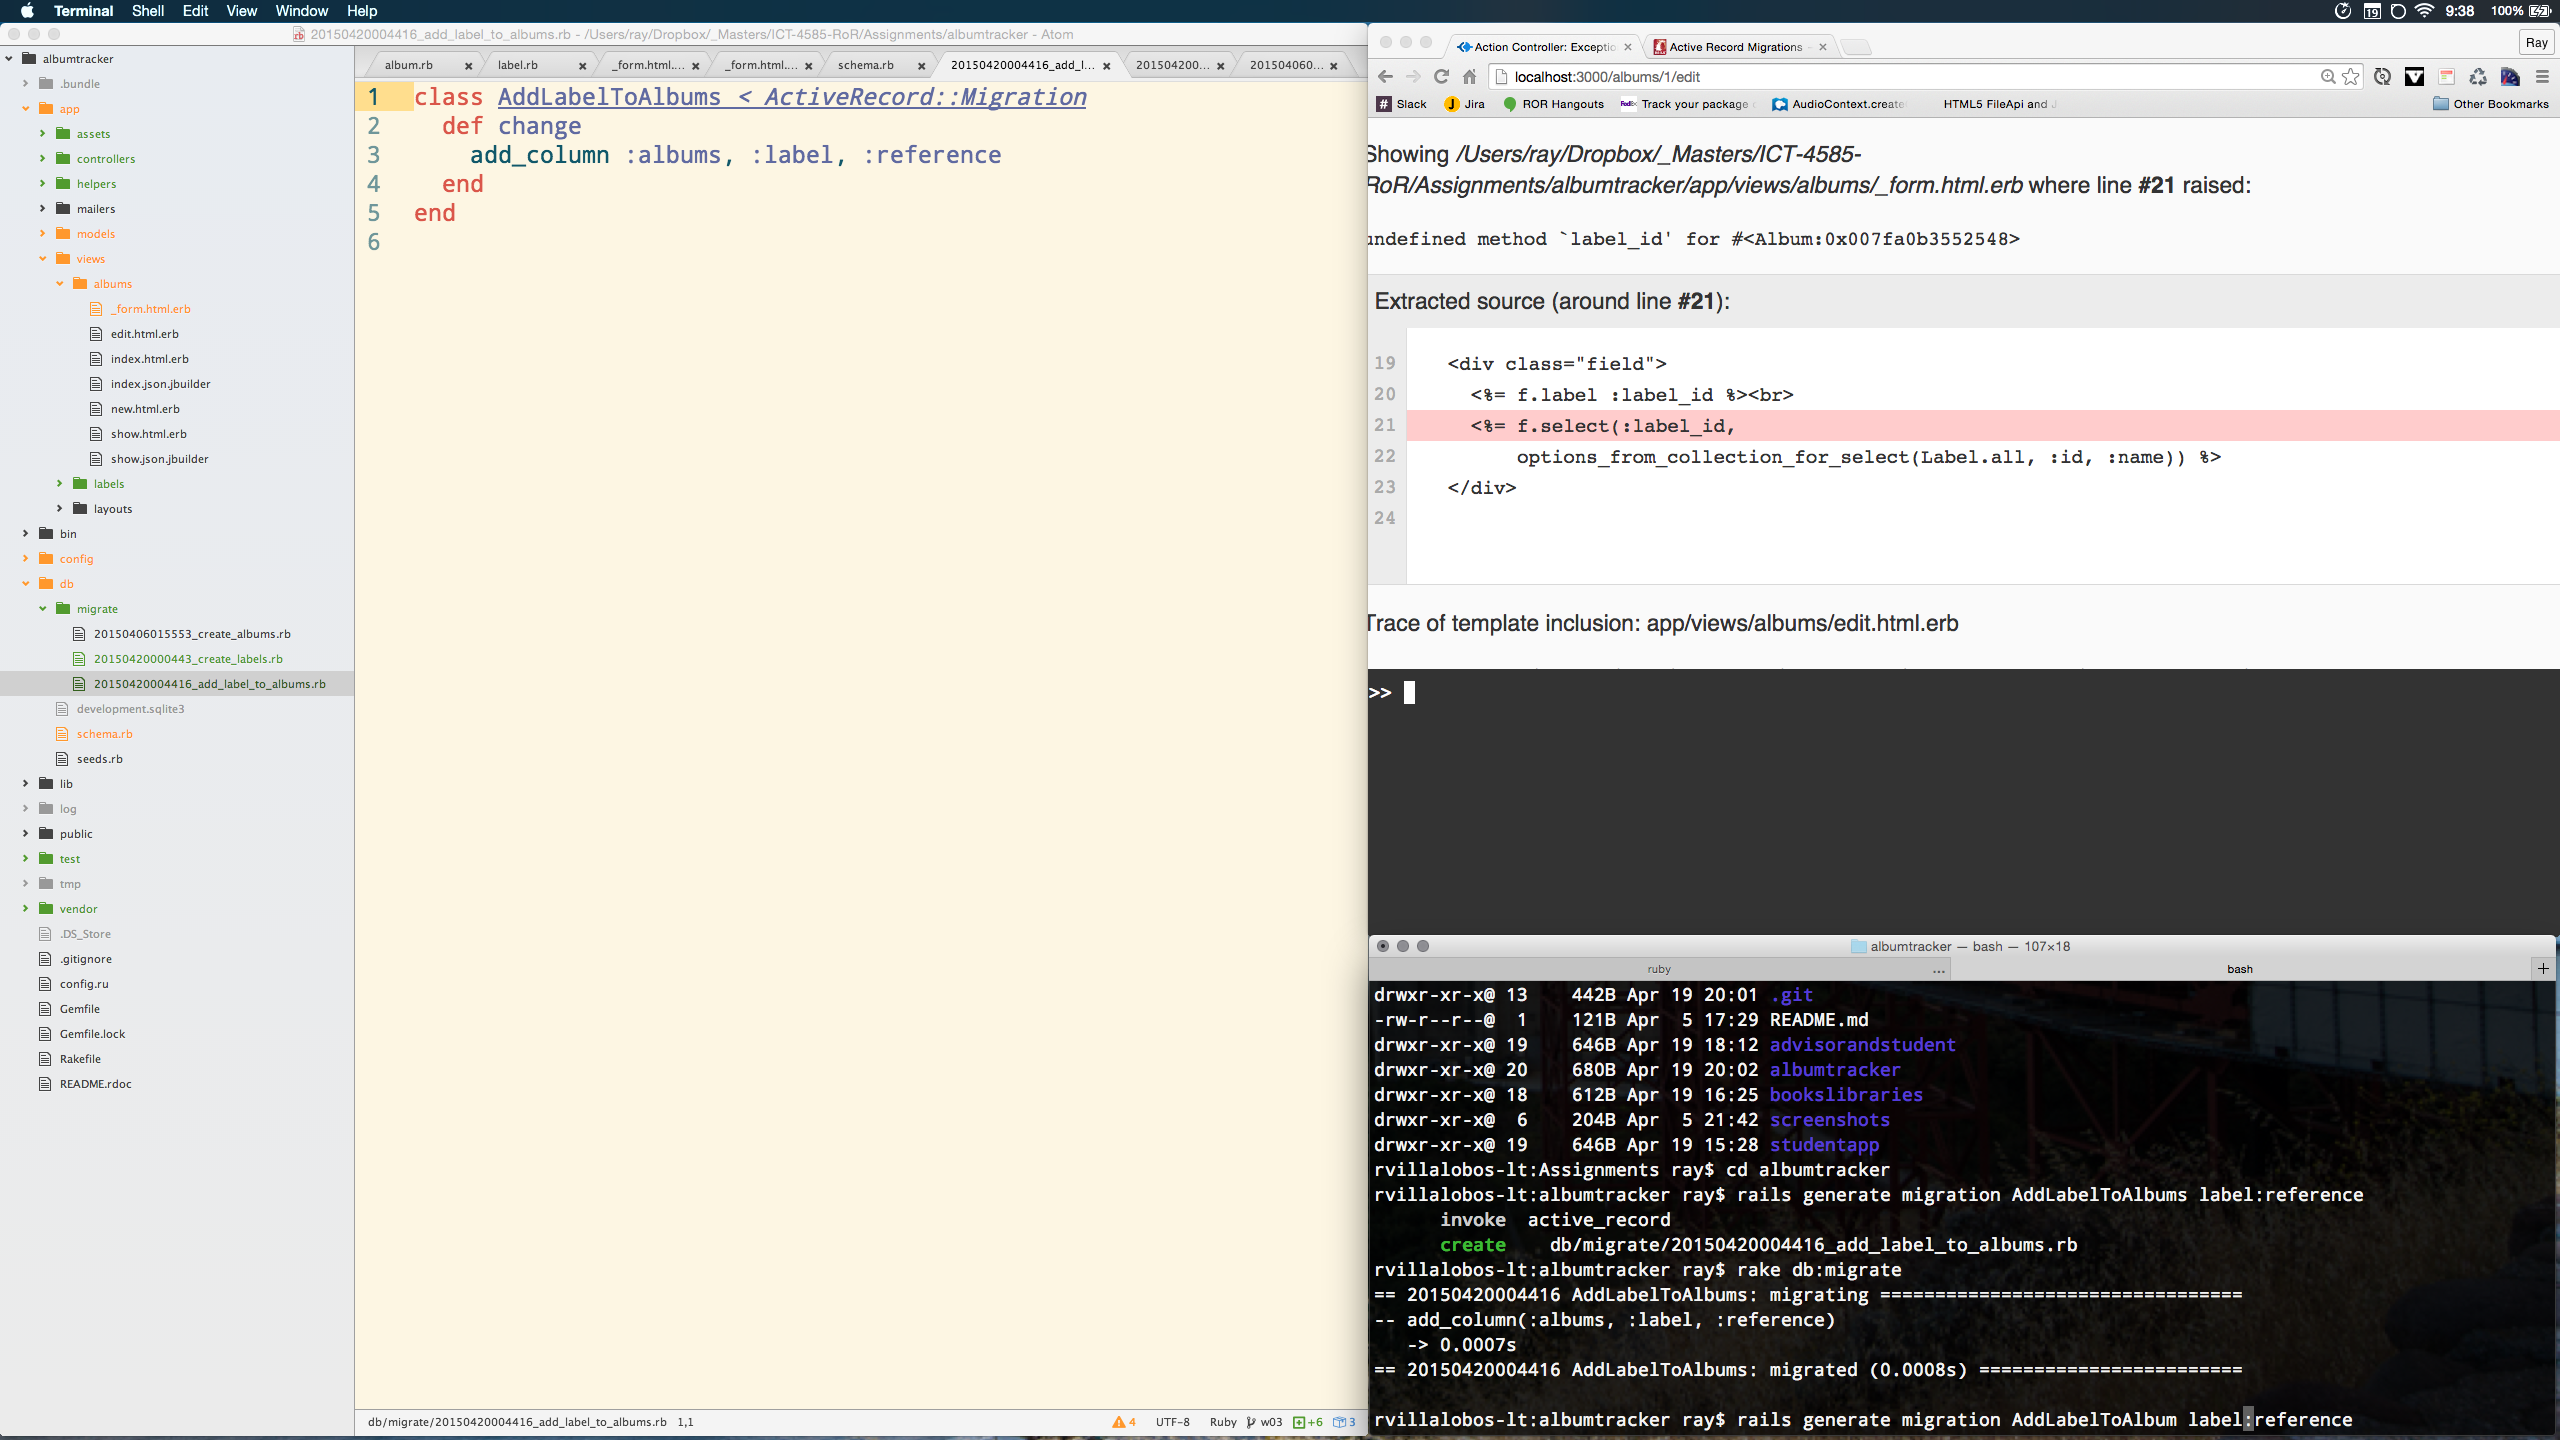 Terminal Shell Edit View Window Help
19 9:38 100%
20150420004416_add_label_to_albums.rb - /Users/ray/Dropbox/_Masters/ICT-4585-RoR/Assignments/albumtracker - Atom
albumtracker
.bundle
app
assets
controllers
helpers
mailers
models
views
albums
_form.html.erb
edit.html.erb
index.html.erb
index.json.jbuilder
new.html.erb
show.html.erb
show.json.jbuilder
labels
layouts
bin
config
db
migrate
20150406015553_create_albums.rb
20150420000443_create_labels.rb
20150420004416_add_label_to_albums.rb
development.sqlite3
schema.rb
seeds.rb
lib
log
public
test
tmp
vendor
.DS_Store
.gitignore
config.ru
Gemfile
Gemfile.lock
Rakefile
README.rdoc
album.rb label.rb _form.html.... _form.html.... schema.rb 20150420004416_add_l... 201504200... 201504060...
1 class AddLabelToAlbums < ActiveRecord::Migration
2 def change
3 add_column :albums, :label, :reference
4 end
5 end
6
db/migrate/20150420004416_add_label_to_albums.rb 1,1 4 UTF-8 Ruby w03 +6 3
Action Controller: Exceptio Active Record Migrations Ray
localhost:3000/albums/1/edit
Slack Jira ROR Hangouts FedEx Track your package AudioContext.create HTML5 FileApi and J Other Bookmarks
Showing /Users/ray/Dropbox/_Masters/ICT-4585-
RoR/Assignments/albumtracker/app/views/albums/_form.html.erb where line #21 raised:
undefined method `label_id' for #<Album:0x007fa0b3552548>
Extracted source (around line #21):
19 <div class="field">
20 <%= f.label :label_id %><br>
21 <%= f.select(:label_id,
22 options_from_collection_for_select(Label.all, :id, :name)) %>
23 </div>
24
Trace of template inclusion: app/views/albums/edit.html.erb
>>
albumtracker — bash — 107×18
ruby ... bash +
drwxr-xr-x@ 13 442B Apr 19 20:01 .git
-rw-r--r--@ 1 121B Apr 5 17:29 README.md
drwxr-xr-x@ 19 646B Apr 19 18:12 advisorandstudent
drwxr-xr-x@ 20 680B Apr 19 20:02 albumtracker
drwxr-xr-x@ 18 612B Apr 19 16:25 bookslibraries
drwxr-xr-x@ 6 204B Apr 5 21:42 screenshots
drwxr-xr-x@ 19 646B Apr 19 15:28 studentapp
rvillalobos-lt:Assignments ray$ cd albumtracker
rvillalobos-lt:albumtracker ray$ rails generate migration AddLabelToAlbums label:reference
invoke active_record
create db/migrate/20150420004416_add_label_to_albums.rb
rvillalobos-lt:albumtracker ray$ rake db:migrate
== 20150420004416 AddLabelToAlbums: migrating =================================
-- add_column(:albums, :label, :reference)
-> 0.0007s
== 20150420004416 AddLabelToAlbums: migrated (0.0008s) ========================
rvillalobos-lt:albumtracker ray$ rails generate migration AddLabelToAlbum label:reference